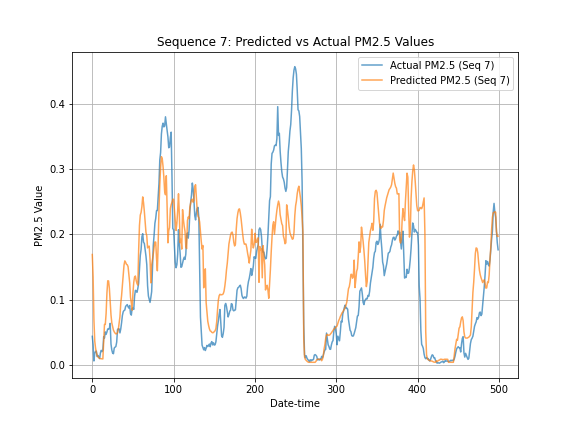 Sequence 7: Predicted vs Actual PM2.5 Values
Actual PM2.5 (Seq 7)
Predicted PM2.5 (Seq 7)
PM2.5 Value
0.4
0.3
0.2
0.1
0.0
0 100 200 300 400 500
Date-time